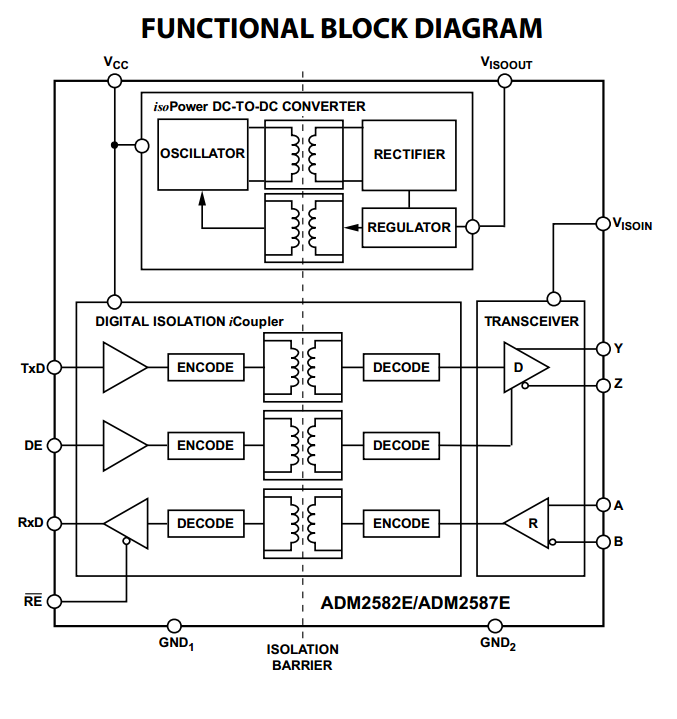 FUNCTIONAL BLOCK DIAGRAM
VCC
VISOOUT
isoPower DC-TO-DC CONVERTER
OSCILLATOR
RECTIFIER
REGULATOR
VISOIN
DIGITAL ISOLATION iCoupler
TRANSCEIVER
TxD
ENCODE
DECODE
D
Y
Z
DE
ENCODE
DECODE
RxD
DECODE
ENCODE
R
A
B
RE
ADM2582E/ADM2587E
GND1
ISOLATION
BARRIER
GND2